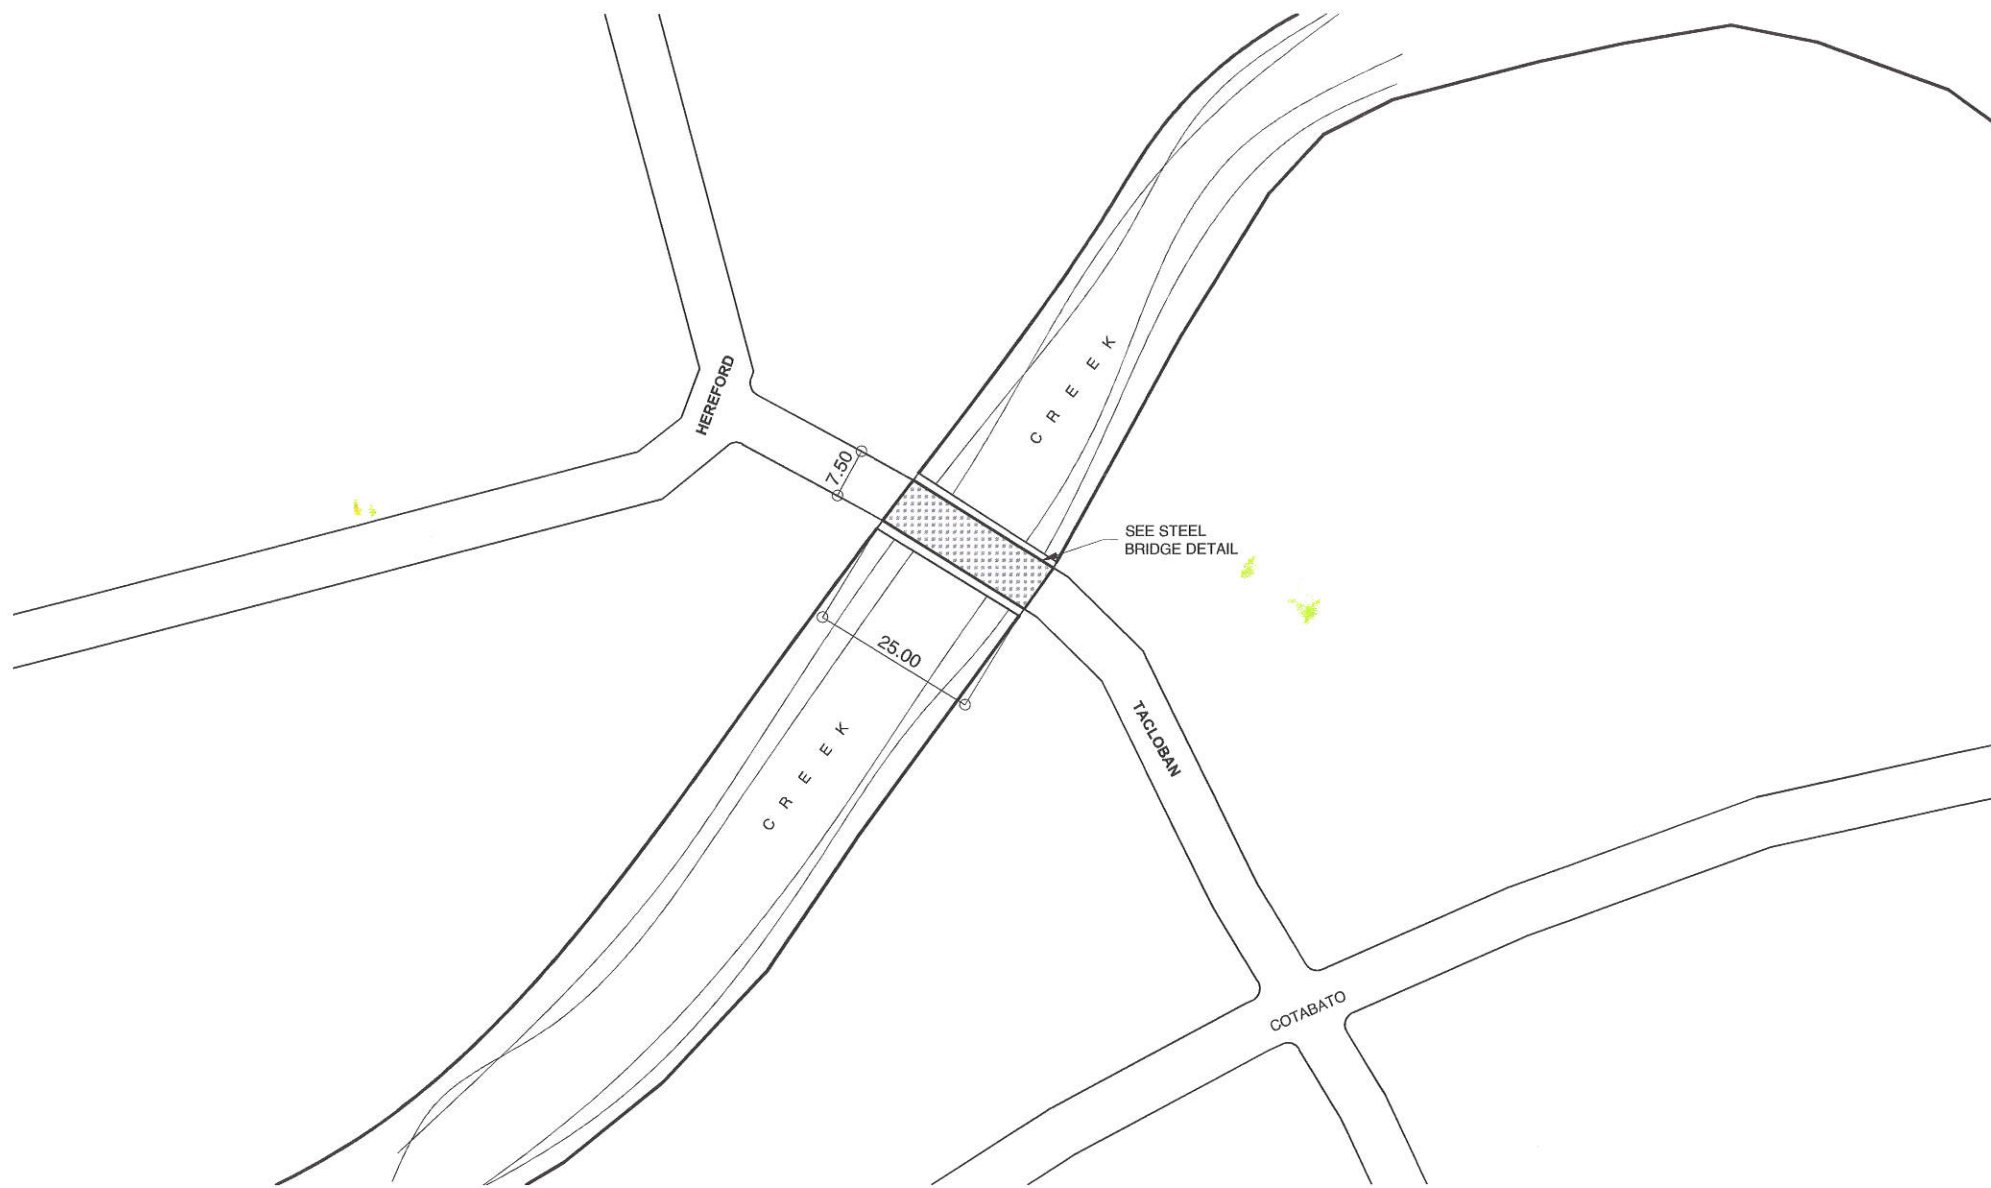 CREEK
HEREFORD
7.50
SEE STEEL
BRIDGE DETAIL
25.00
CREEK
TACLOBAN
COTABATO